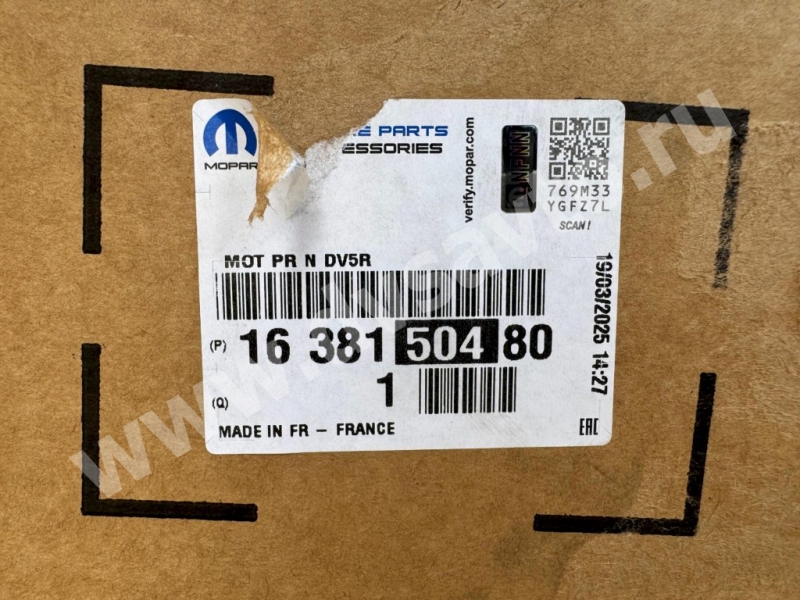 MOPAR
PARTS
verify.mopar.com
NPNN
769M33
YGFZ7L
SCAN!
MOT PR N DV5R
19/03/2025 14:27
(P) 16 381 504 80
(Q) 1
MADE IN FR - FRANCE
EAC